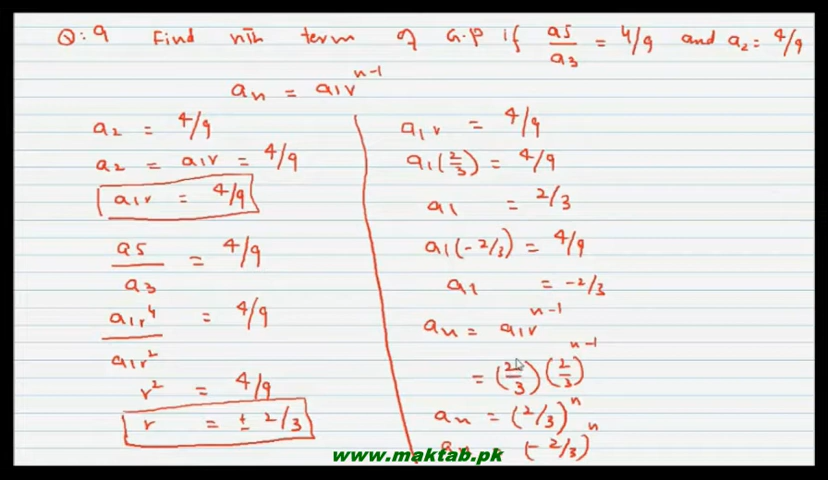 Q:9 Find nth term of G.P if a5/a3 = 4/9 and a2 = 4/9
an = a1r^n-1
a2 = 4/9
a2 = a1r = 4/9
a1r = 4/9
a5/a3 = 4/9
a1r^4/a1r^2 = 4/9
r^2 = 4/9
r = ± 2/3
a1r = 4/9
a1(2/3) = 4/9
a1 = 2/3
a1(-2/3) = 4/9
a1 = -2/3
an = a1r^n-1
= (2/3)(2/3)^n-1
an = (2/3)^n
an = (-2/3)^n
www.maktab.pk